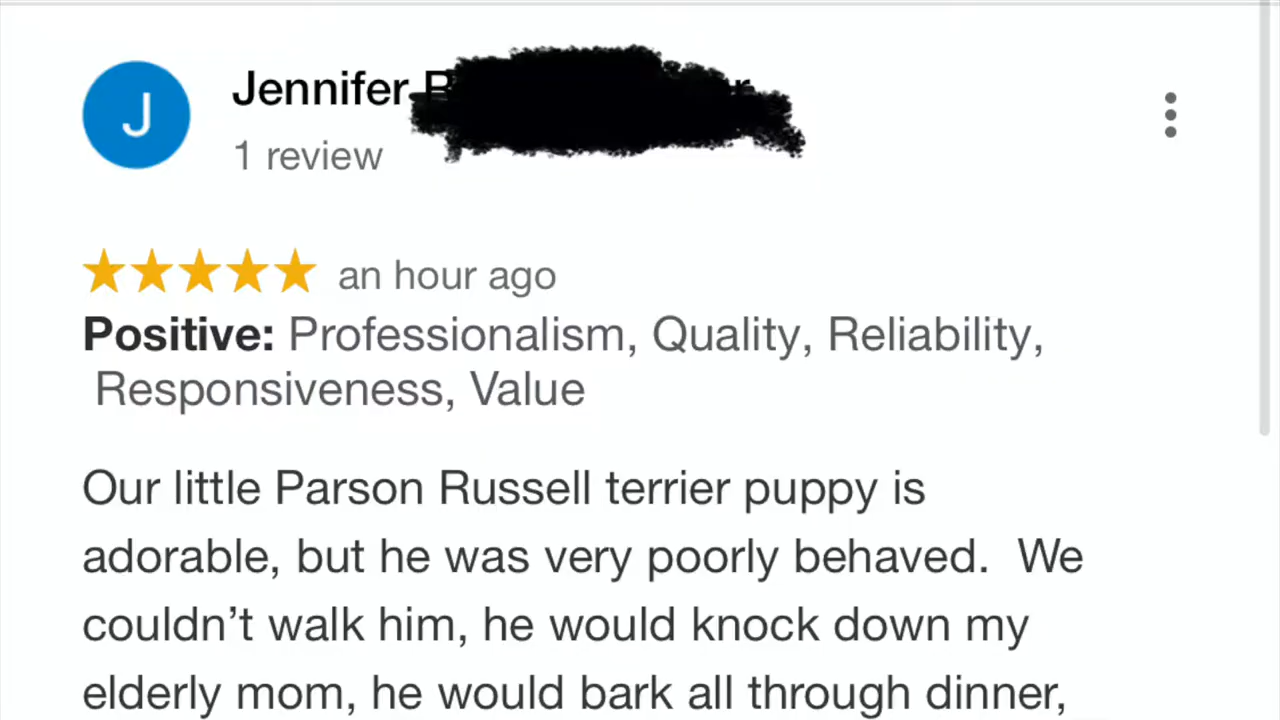 J
Jennifer
1 review
an hour ago
Positive: Professionalism, Quality, Reliability,
Responsiveness, Value
Our little Parson Russell terrier puppy is
adorable, but he was very poorly behaved.  We
couldn’t walk him, he would knock down my
elderly mom, he would bark all through dinner,